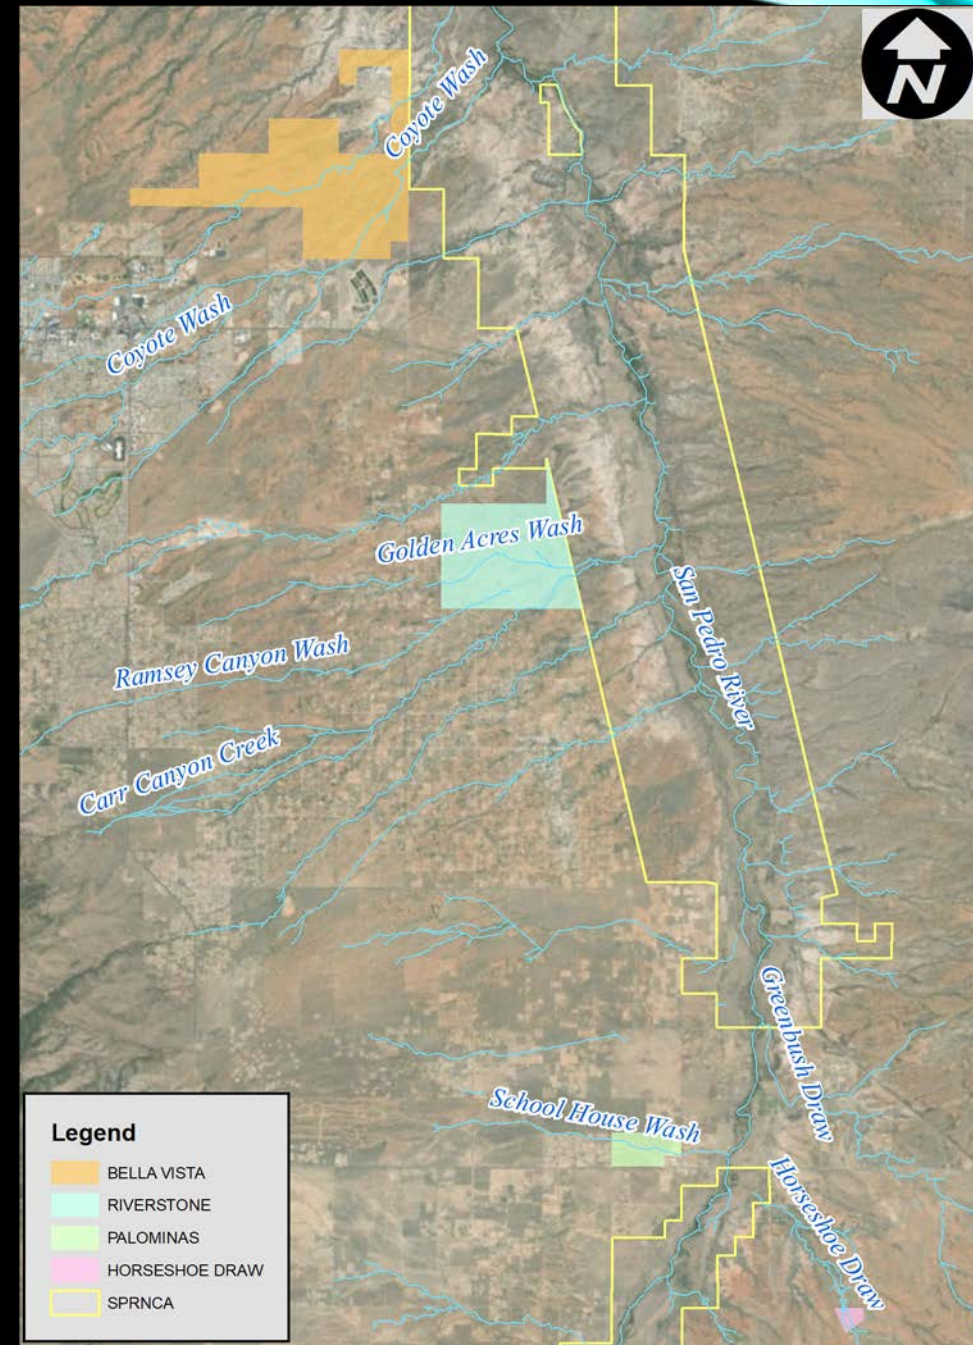 N
Coyote Wash
Coyote Wash
Golden Acres Wash
San Pedro River
Ramsey Canyon Wash
Carr Canyon Creek
Greenbush Draw
School House Wash
Horseshoe Draw
Legend
BELLA VISTA
RIVERSTONE
PALOMINAS
HORSESHOE DRAW
SPRNCA